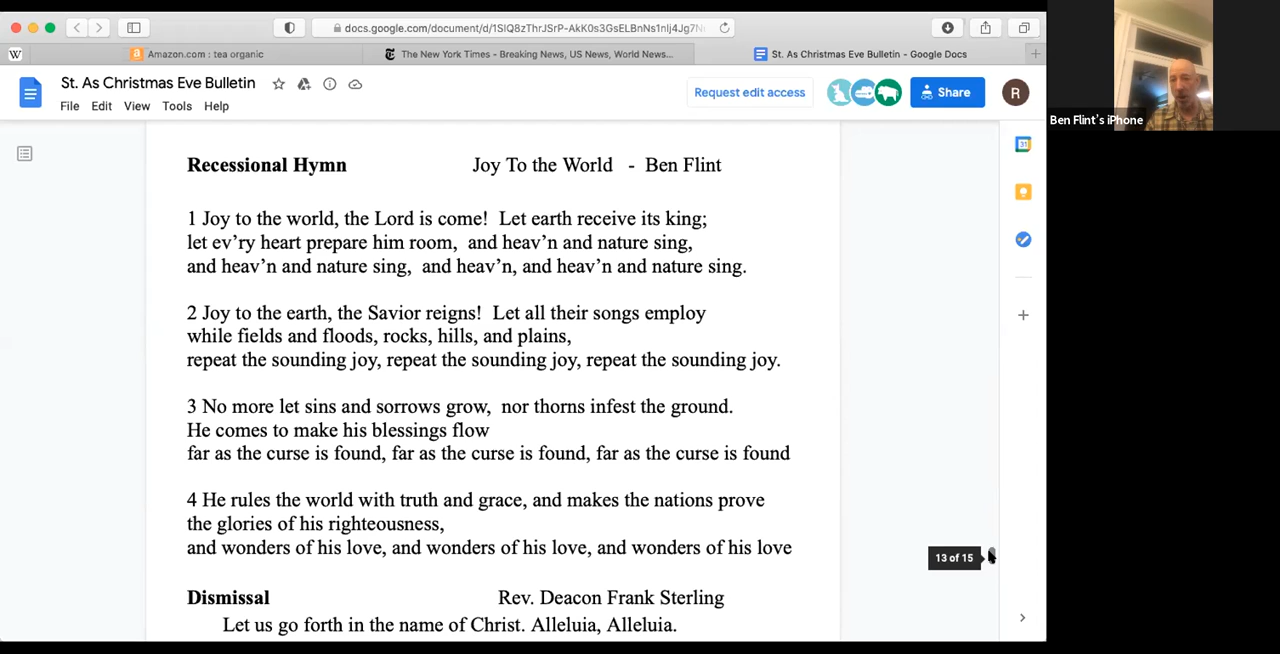 docs.google.com/document/d/1SlQ8zThrJSrP-AkK0s3GsELBnNs1nIj4Jg7N
W
Amazon.com : tea organic
The New York Times - Breaking News, US News, World News...
St. As Christmas Eve Bulletin - Google Docs
St. As Christmas Eve Bulletin
File Edit View Tools Help
Request edit access
Share
R
Ben Flint's iPhone
31
Recessional Hymn Joy To the World - Ben Flint
1 Joy to the world, the Lord is come! Let earth receive its king;
let ev’ry heart prepare him room, and heav’n and nature sing,
and heav’n and nature sing, and heav’n, and heav’n and nature sing.
2 Joy to the earth, the Savior reigns! Let all their songs employ
while fields and floods, rocks, hills, and plains,
repeat the sounding joy, repeat the sounding joy, repeat the sounding joy.
3 No more let sins and sorrows grow, nor thorns infest the ground.
He comes to make his blessings flow
far as the curse is found, far as the curse is found, far as the curse is found
4 He rules the world with truth and grace, and makes the nations prove
the glories of his righteousness,
and wonders of his love, and wonders of his love, and wonders of his love
13 of 15
Dismissal Rev. Deacon Frank Sterling
Let us go forth in the name of Christ. Alleluia, Alleluia.